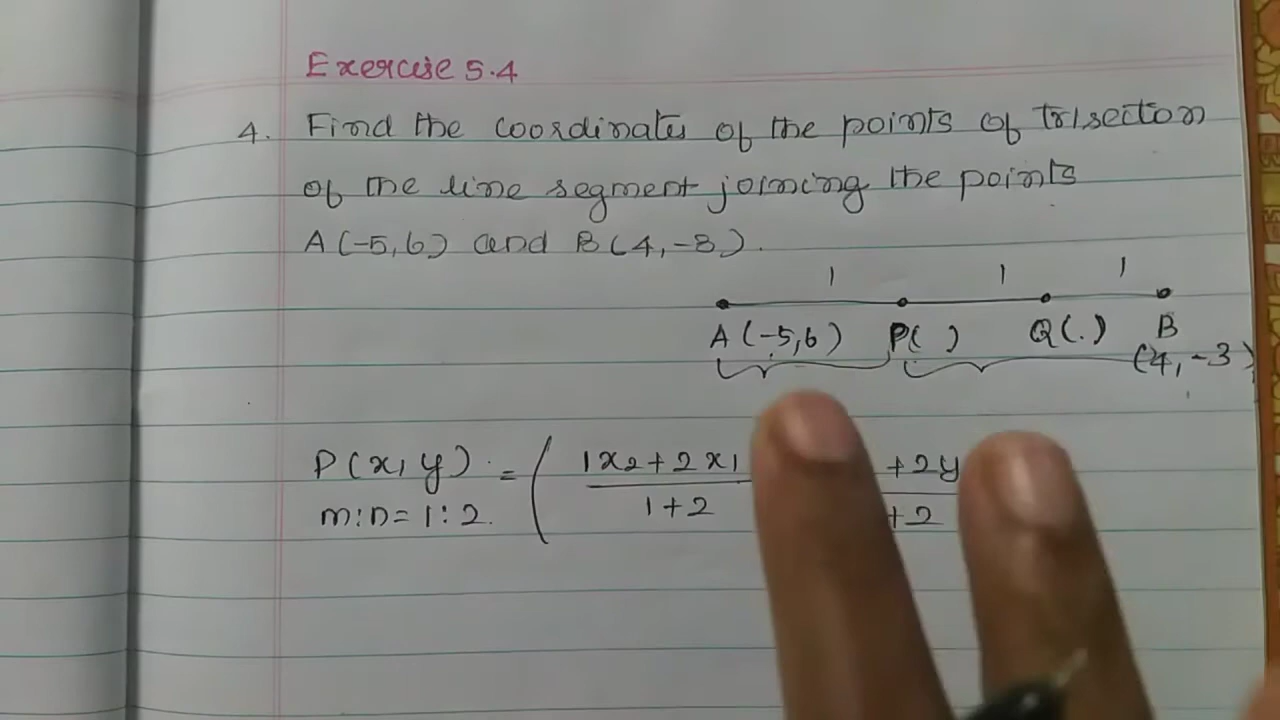 Exercise 5.4
4. Find the coordinates of the points of trisection
of the line segment joining the points
A(-5,6) and B(4,-3).
1 1 1
A(-5,6) P( ) Q(.) B
(4,-3)
P(x,y) = ( 1x2+2x1 +2y
m:n=1:2. 1+2 +2